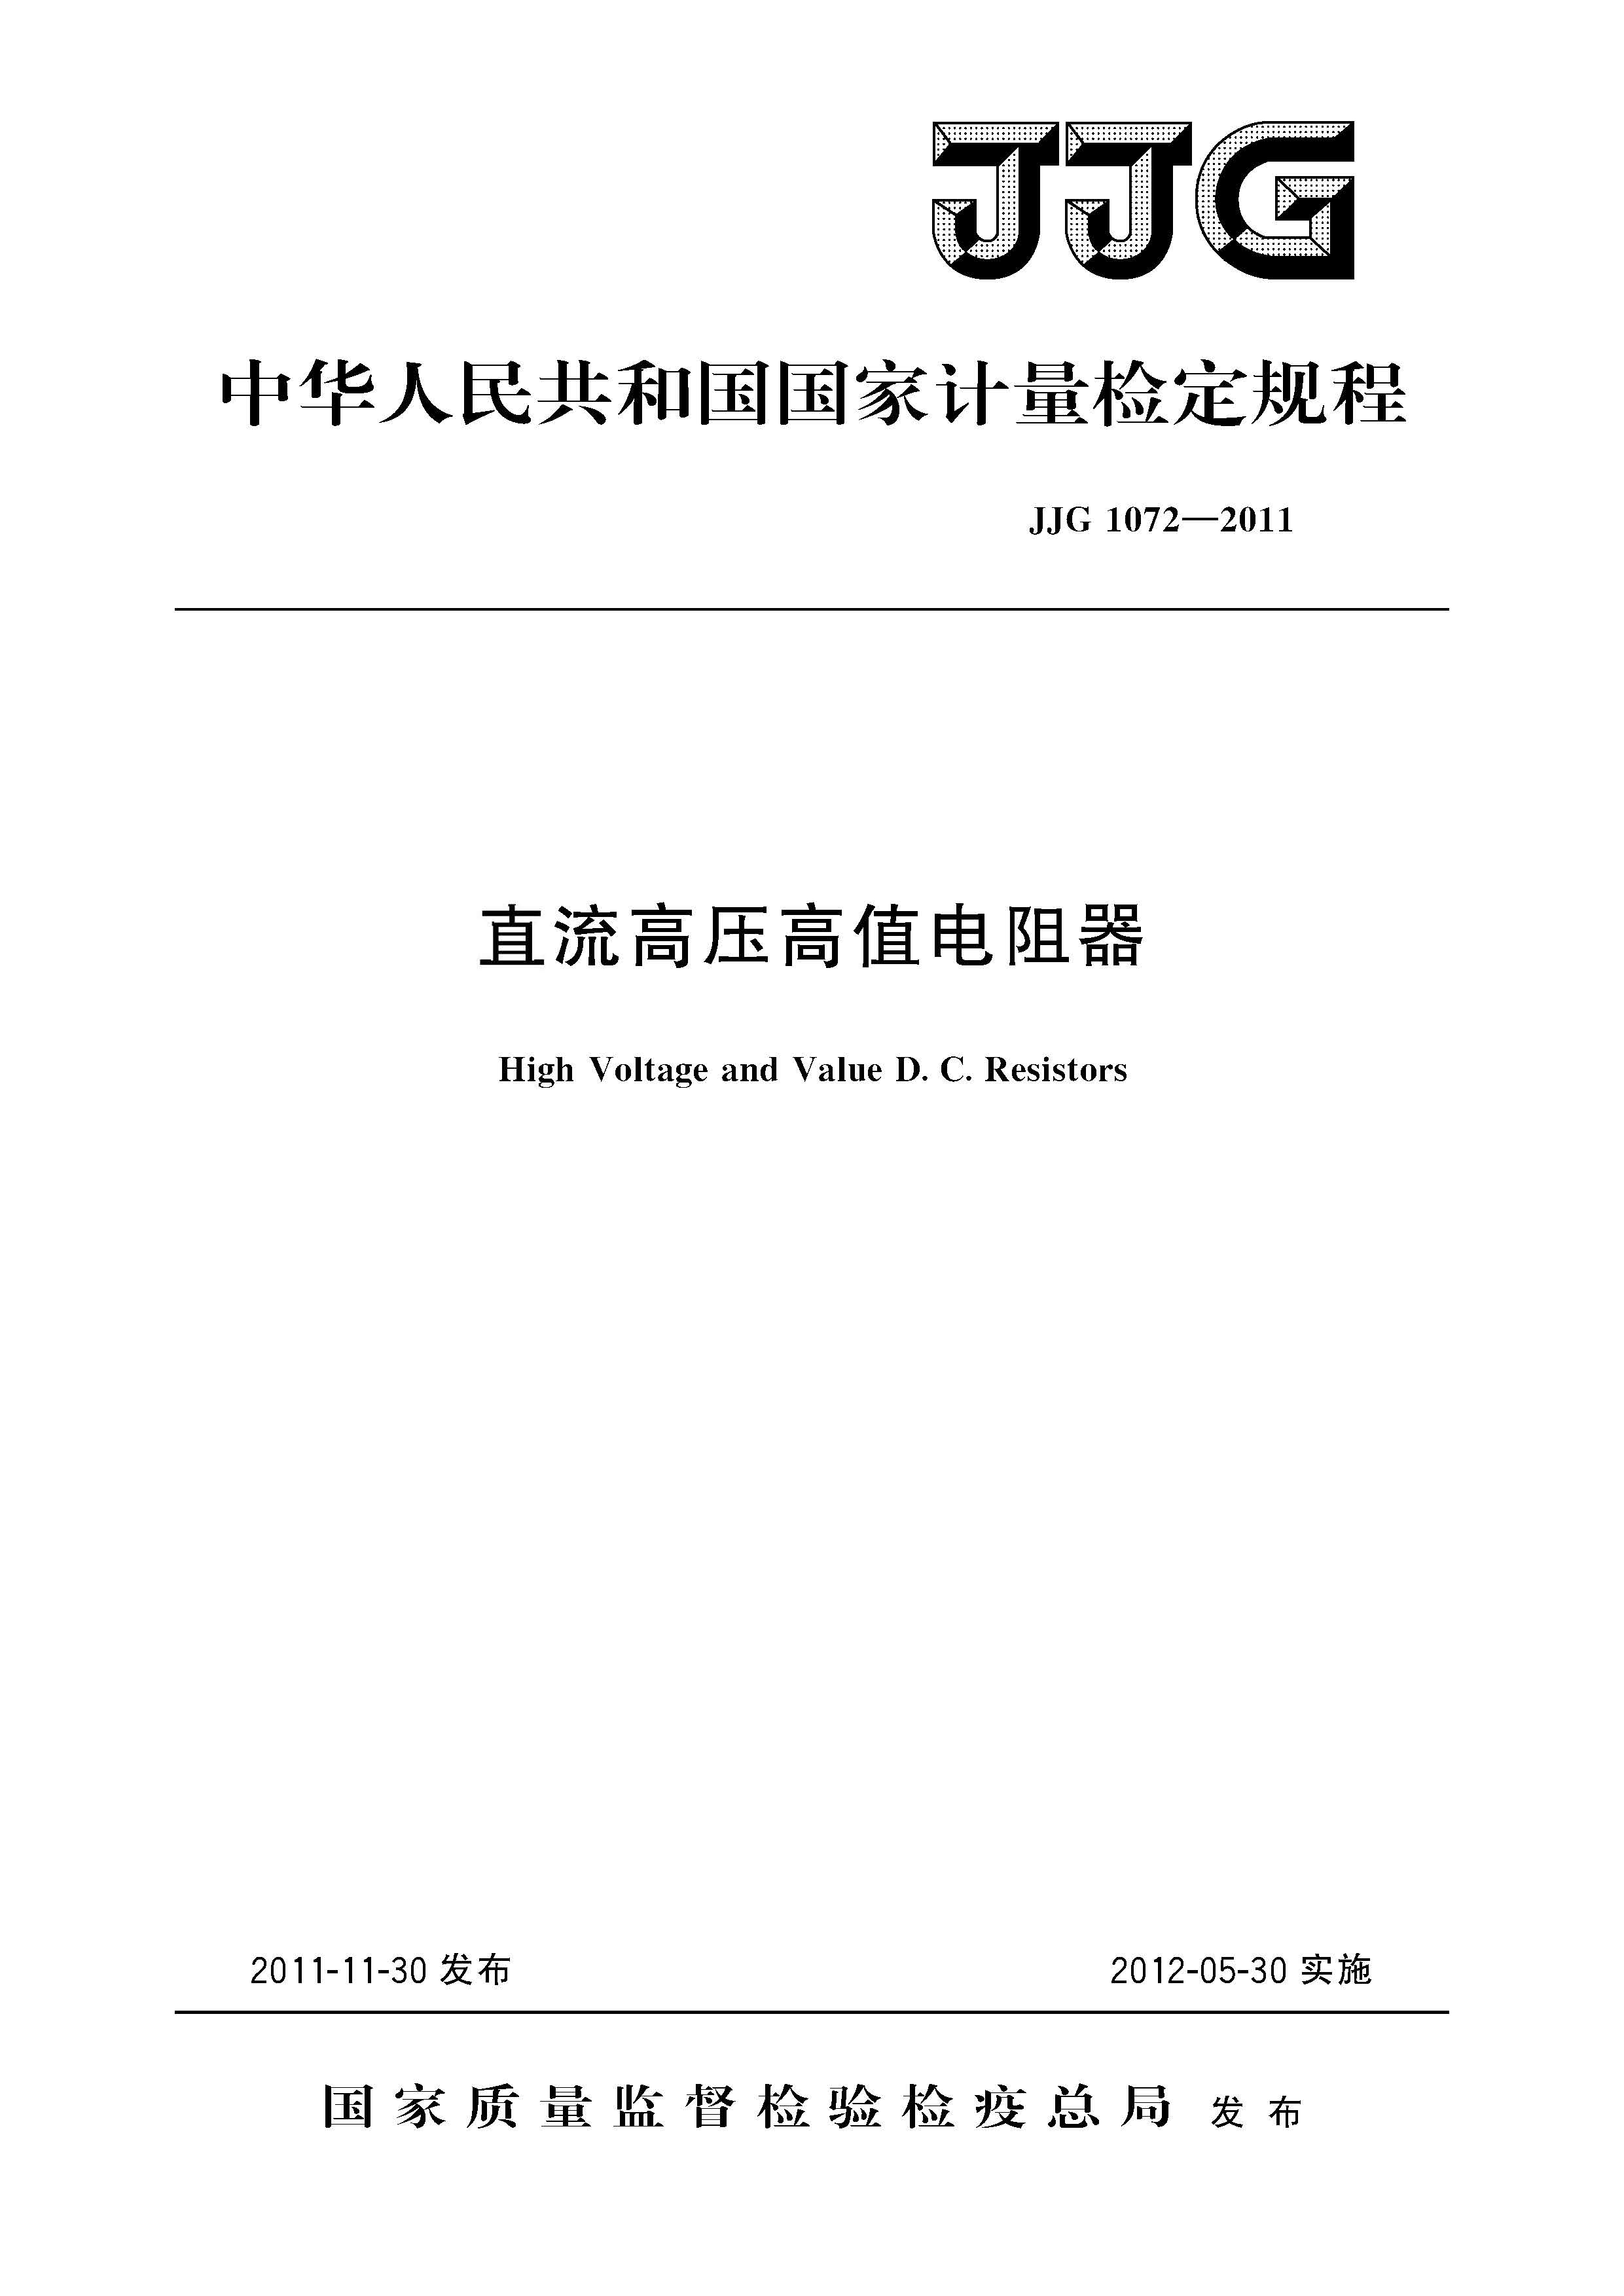 JJG
中华人民共和国国家计量检定规程
JJG 1072—2011
直流高压高值电阻器
High Voltage and Value D. C. Resistors
2011-11-30 发布
2012-05-30 实施
国家质量监督检验检疫总局 发布